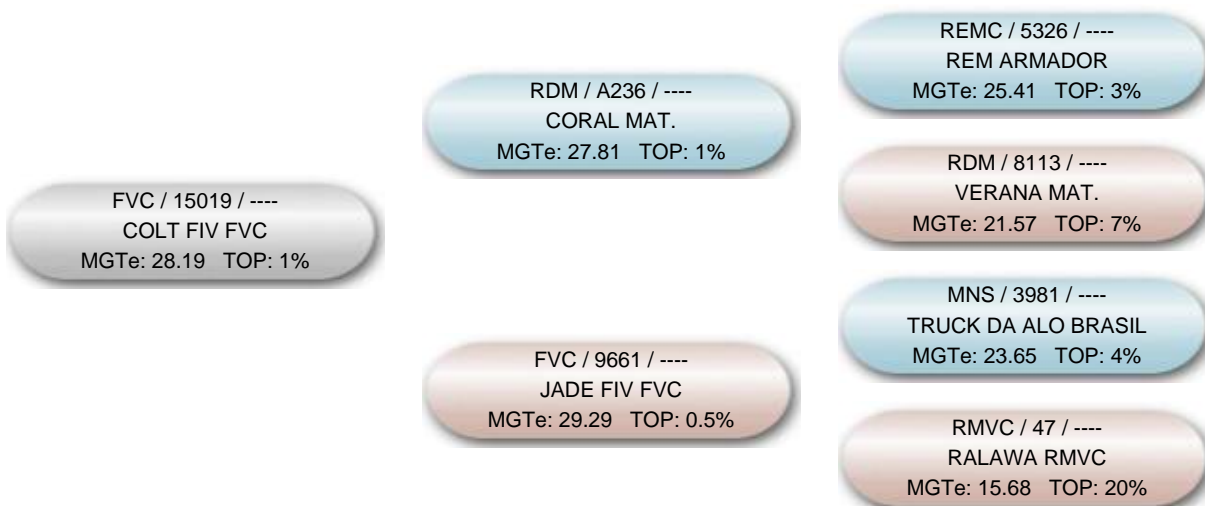 REMC / 5326 / ----
REM ARMADOR
MGTe: 25.41 TOP: 3%
RDM / A236 / ----
CORAL MAT.
MGTe: 27.81 TOP: 1%
RDM / 8113 / ----
VERANA MAT.
MGTe: 21.57 TOP: 7%
FVC / 15019 / ----
COLT FIV FVC
MGTe: 28.19 TOP: 1%
MNS / 3981 / ----
TRUCK DA ALO BRASIL
MGTe: 23.65 TOP: 4%
FVC / 9661 / ----
JADE FIV FVC
MGTe: 29.29 TOP: 0.5%
RMVC / 47 / ----
RALAWA RMVC
MGTe: 15.68 TOP: 20%